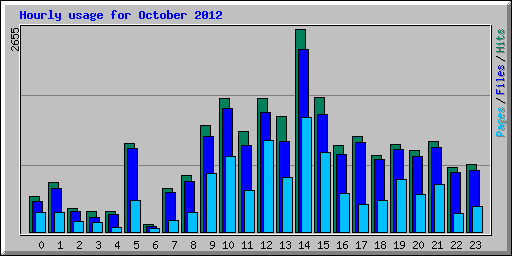 Hourly usage for October 2012
2655
Pages/Files/Hits
0 1 2 3 4 5 6 7 8 9 10 11 12 13 14 15 16 17 18 19 20 21 22 23